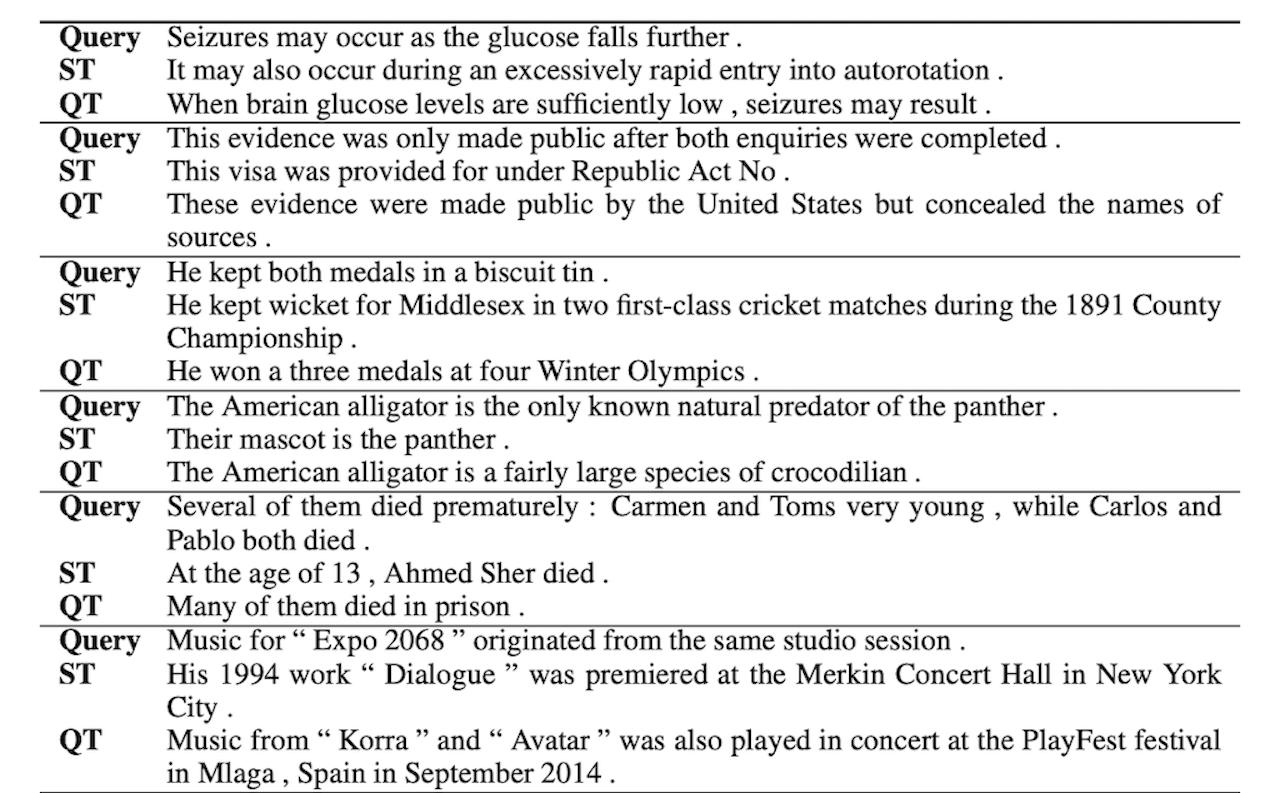 Query Seizures may occur as the glucose falls further .
ST It may also occur during an excessively rapid entry into autorotation .
QT When brain glucose levels are sufficiently low , seizures may result .
Query This evidence was only made public after both enquiries were completed .
ST This visa was provided for under Republic Act No .
QT These evidence were made public by the United States but concealed the names of
sources .
Query He kept both medals in a biscuit tin .
ST He kept wicket for Middlesex in two first-class cricket matches during the 1891 County
Championship .
QT He won a three medals at four Winter Olympics .
Query The American alligator is the only known natural predator of the panther .
ST Their mascot is the panther .
QT The American alligator is a fairly large species of crocodilian .
Query Several of them died prematurely : Carmen and Toms very young , while Carlos and
Pablo both died .
ST At the age of 13 , Ahmed Sher died .
QT Many of them died in prison .
Query Music for “ Expo 2068 ” originated from the same studio session .
ST His 1994 work “ Dialogue ” was premiered at the Merkin Concert Hall in New York
City .
QT Music from “ Korra ” and “ Avatar ” was also played in concert at the PlayFest festival
in Mlaga , Spain in September 2014 .